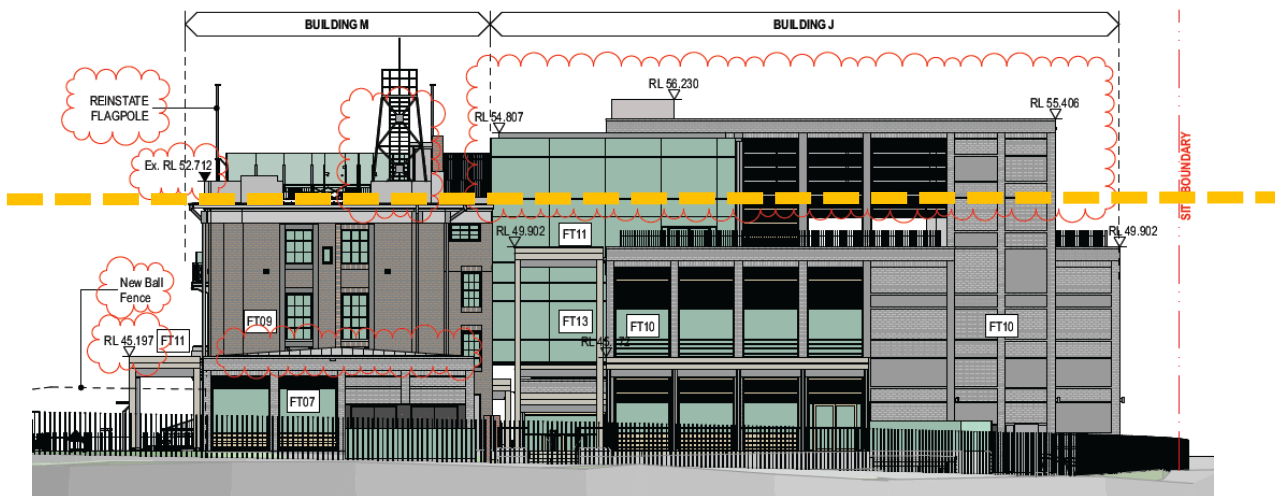 BUILDING M
BUILDING J
REINSTATE
FLAGPOLE
RL 56.230
RL 55.406
RL 54.807
Ex. RL 52.712
SIT BOUNDARY
RL 49.902
FT11
RL 49.902
New Ball
Fence
FT09
FT13
FT10
FT10
RL 45.197
FT11
FT07